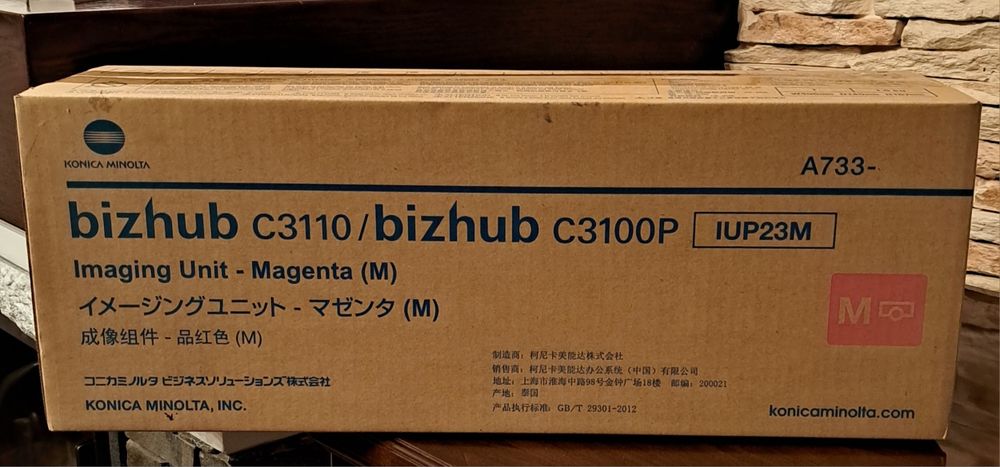 KONICA MINOLTA
A733-
bizhub C3110 / bizhub C3100P IUP23M
Imaging Unit - Magenta (M)
イメージングユニット - マゼンタ (M)
成像组件 - 品红色 (M)
M
制造商: 柯尼卡美能达株式会社
销售商: 柯尼卡美能达办公系统（中国）有限公司
地址: 上海市淮海中路98号金钟广场18楼 邮编: 200021
产地: 泰国
产品执行标准: GB/T 29301-2012
コニカミノルタ ビジネスソリューションズ株式会社
KONICA MINOLTA, INC.
konicaminolta.com